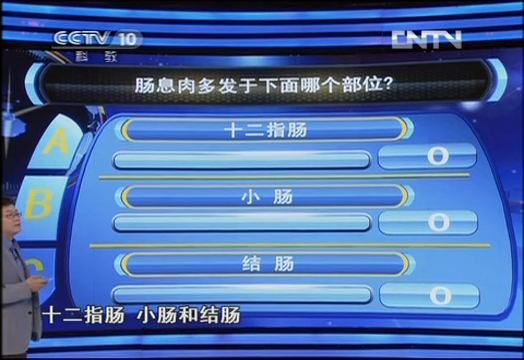 CCTV 10
科教
CNTV
肠息肉多发于下面哪个部位?
A
十二指肠
0
B
小肠
0
C
结肠
0
十二指肠 小肠和结肠